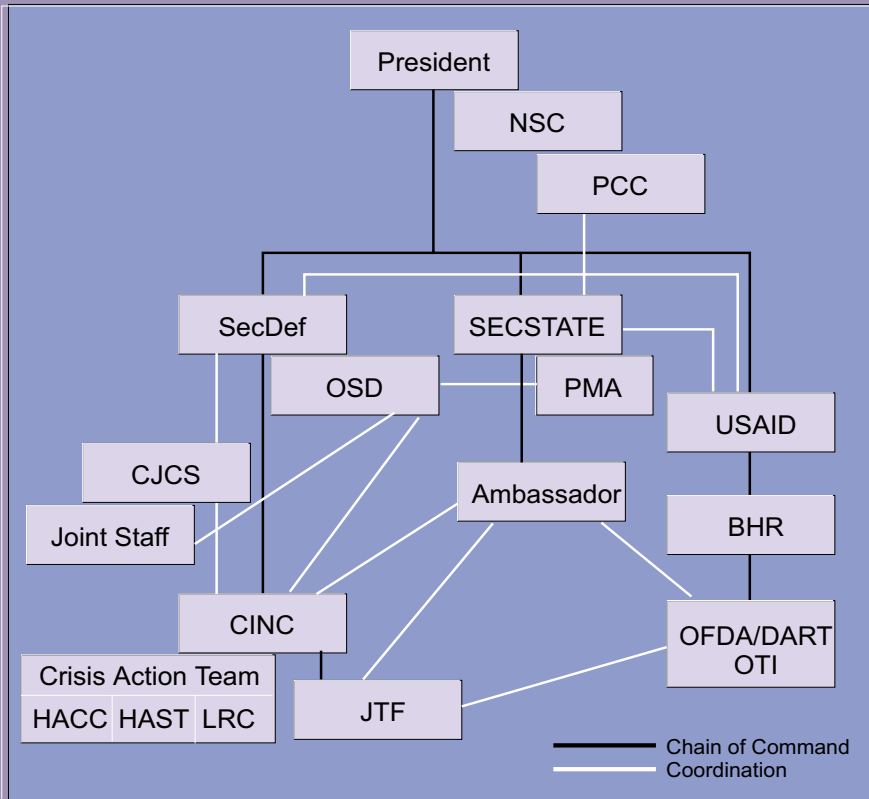 President
NSC
PCC
SecDef
SECSTATE
OSD
PMA
USAID
CJCS
Ambassador
Joint Staff
BHR
CINC
OFDA/DART
OTI
Crisis Action Team
HACC HAST LRC
JTF
Chain of Command
Coordination